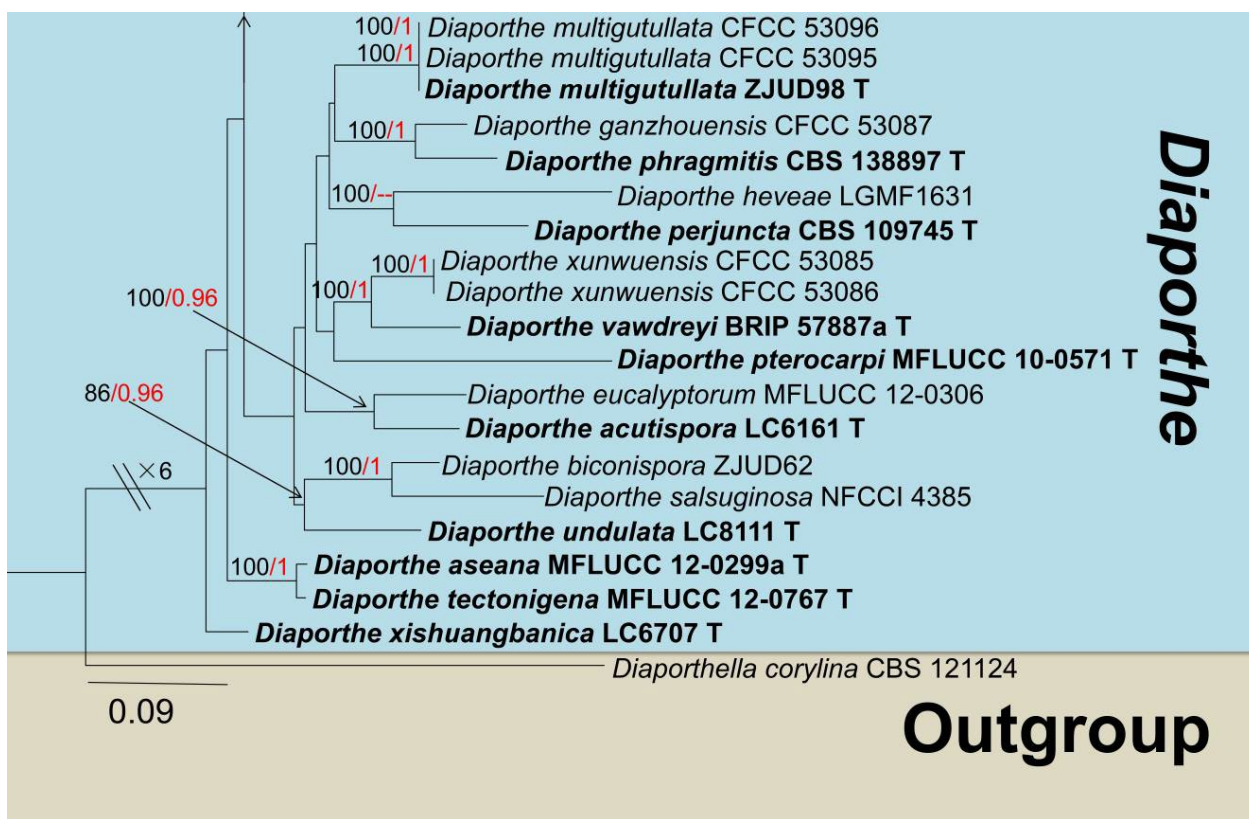 100/1 Diaporthe multigutullata CFCC 53096
100/1 Diaporthe multigutullata CFCC 53095
Diaporthe multigutullata ZJUD98 T
100/1 Diaporthe ganzhouensis CFCC 53087
Diaporthe phragmitis CBS 138897 T
100/-- Diaporthe heveae LGMF1631
Diaporthe perjuncta CBS 109745 T
100/1 Diaporthe xunwuensis CFCC 53085
100/1 Diaporthe xunwuensis CFCC 53086
100/0.96
Diaporthe vawdreyi BRIP 57887a T
Diaporthe pterocarpi MFLUCC 10-0571 T
86/0.96
Diaporthe eucalyptorum MFLUCC 12-0306
Diaporthe acutispora LC6161 T
100/1 Diaporthe biconispora ZJUD62
×6
Diaporthe salsuginosa NFCCI 4385
Diaporthe undulata LC8111 T
100/1 Diaporthe aseana MFLUCC 12-0299a T
Diaporthe tectonigena MFLUCC 12-0767 T
Diaporthe xishuangbanica LC6707 T
Diaporthella corylina CBS 121124
0.09
Diaporthe
Outgroup